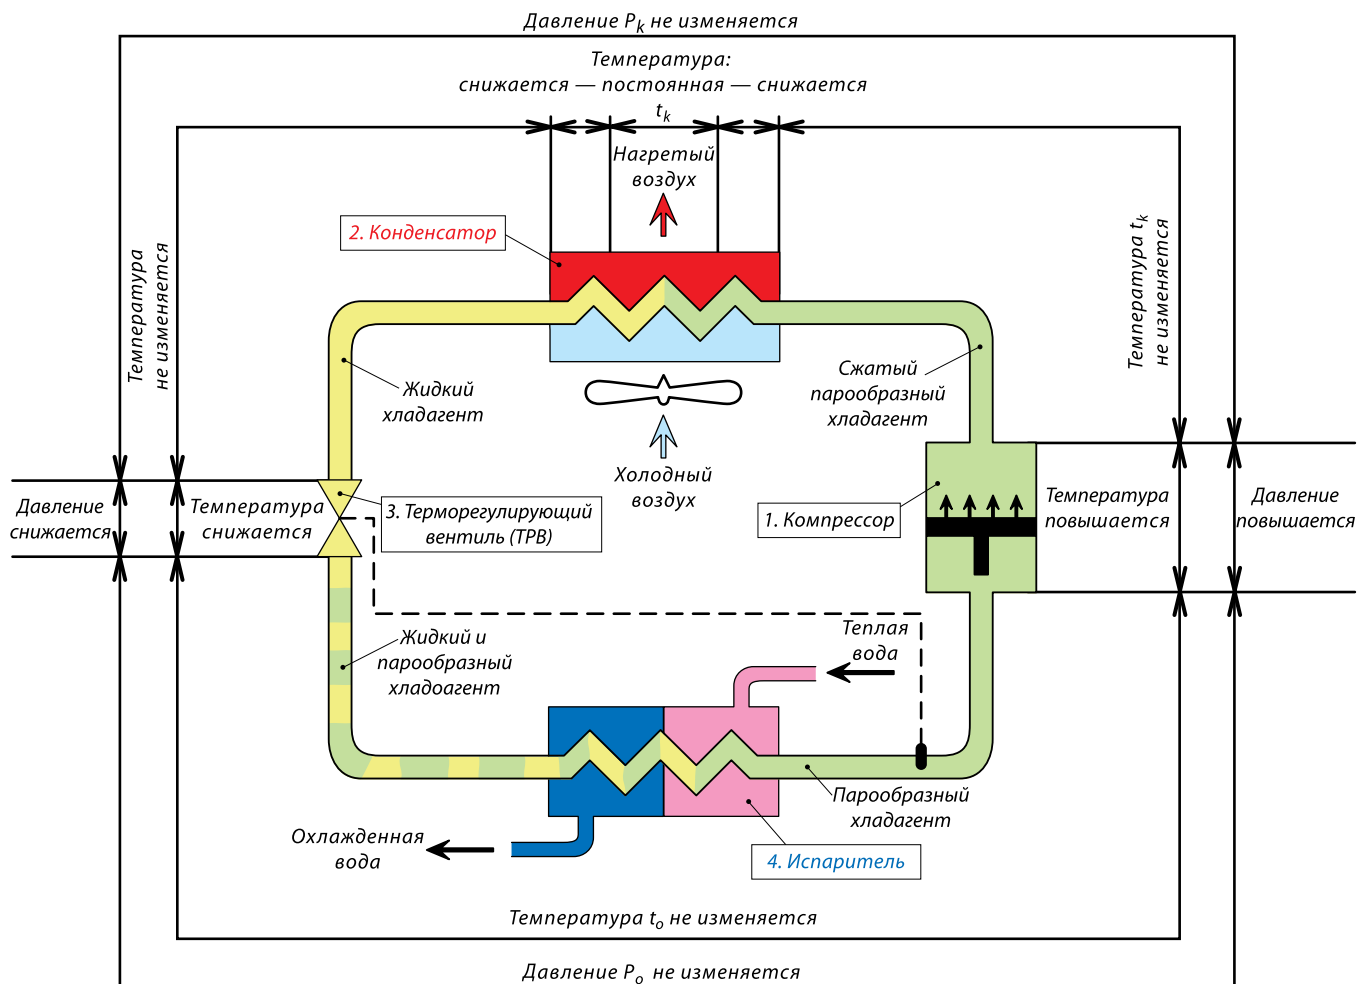 Давление Pk не изменяется
Температура:
снижается — постоянная — снижается
tk
Нагретый
воздух
2. Конденсатор
Температура
не изменяется
Температура tk
не изменяется
Жидкий
хладагент
Сжатый
парообразный
хладагент
Холодный
воздух
Давление
снижается
Температура
снижается
3. Терморегулирующий
вентиль (ТРВ)
1. Компрессор
Температура
повышается
Давление
повышается
Жидкий и
парообразный
хладоагент
Теплая
вода
Парообразный
хладагент
Охлажденная
вода
4. Испаритель
Температура to не изменяется
Давление Po не изменяется